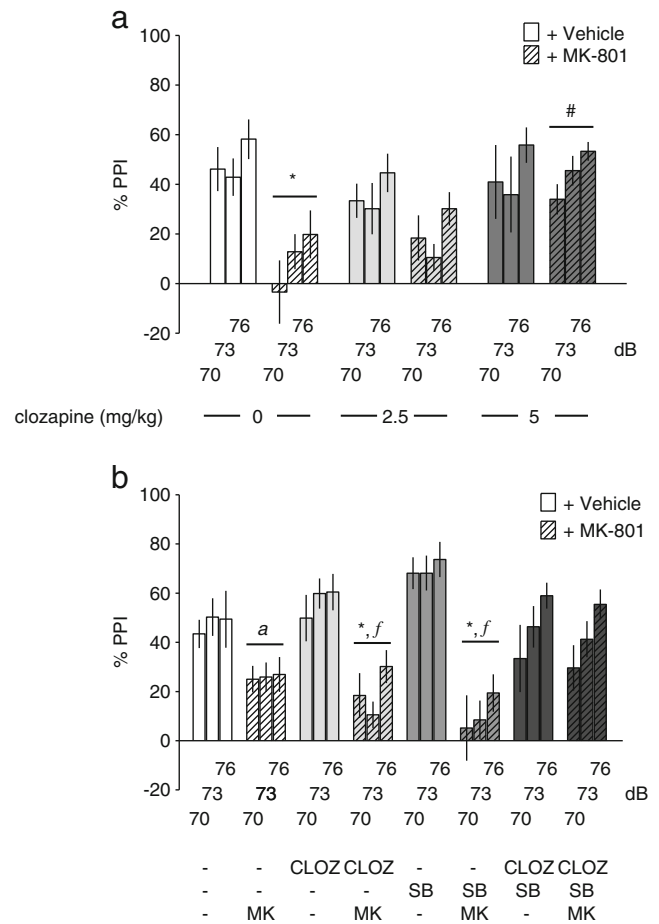 a
100
80
60
40
20
0
-20
% PPI
+ Vehicle
+ MK-801
*
#
76 76 76 76 76 76
73 73 73 73 73 73 dB
70 70 70 70 70 70
clozapine (mg/kg) 0 2.5 5
b
100
80
60
40
20
0
-20
% PPI
+ Vehicle
+ MK-801
a
*, f
*, f
76 76 76 76 76 76 76 76
73 73 73 73 73 73 73 73 dB
70 70 70 70 70 70 70 70
- - CLOZ CLOZ - - CLOZ CLOZ
- - - - SB SB SB SB
- MK - MK - MK - MK